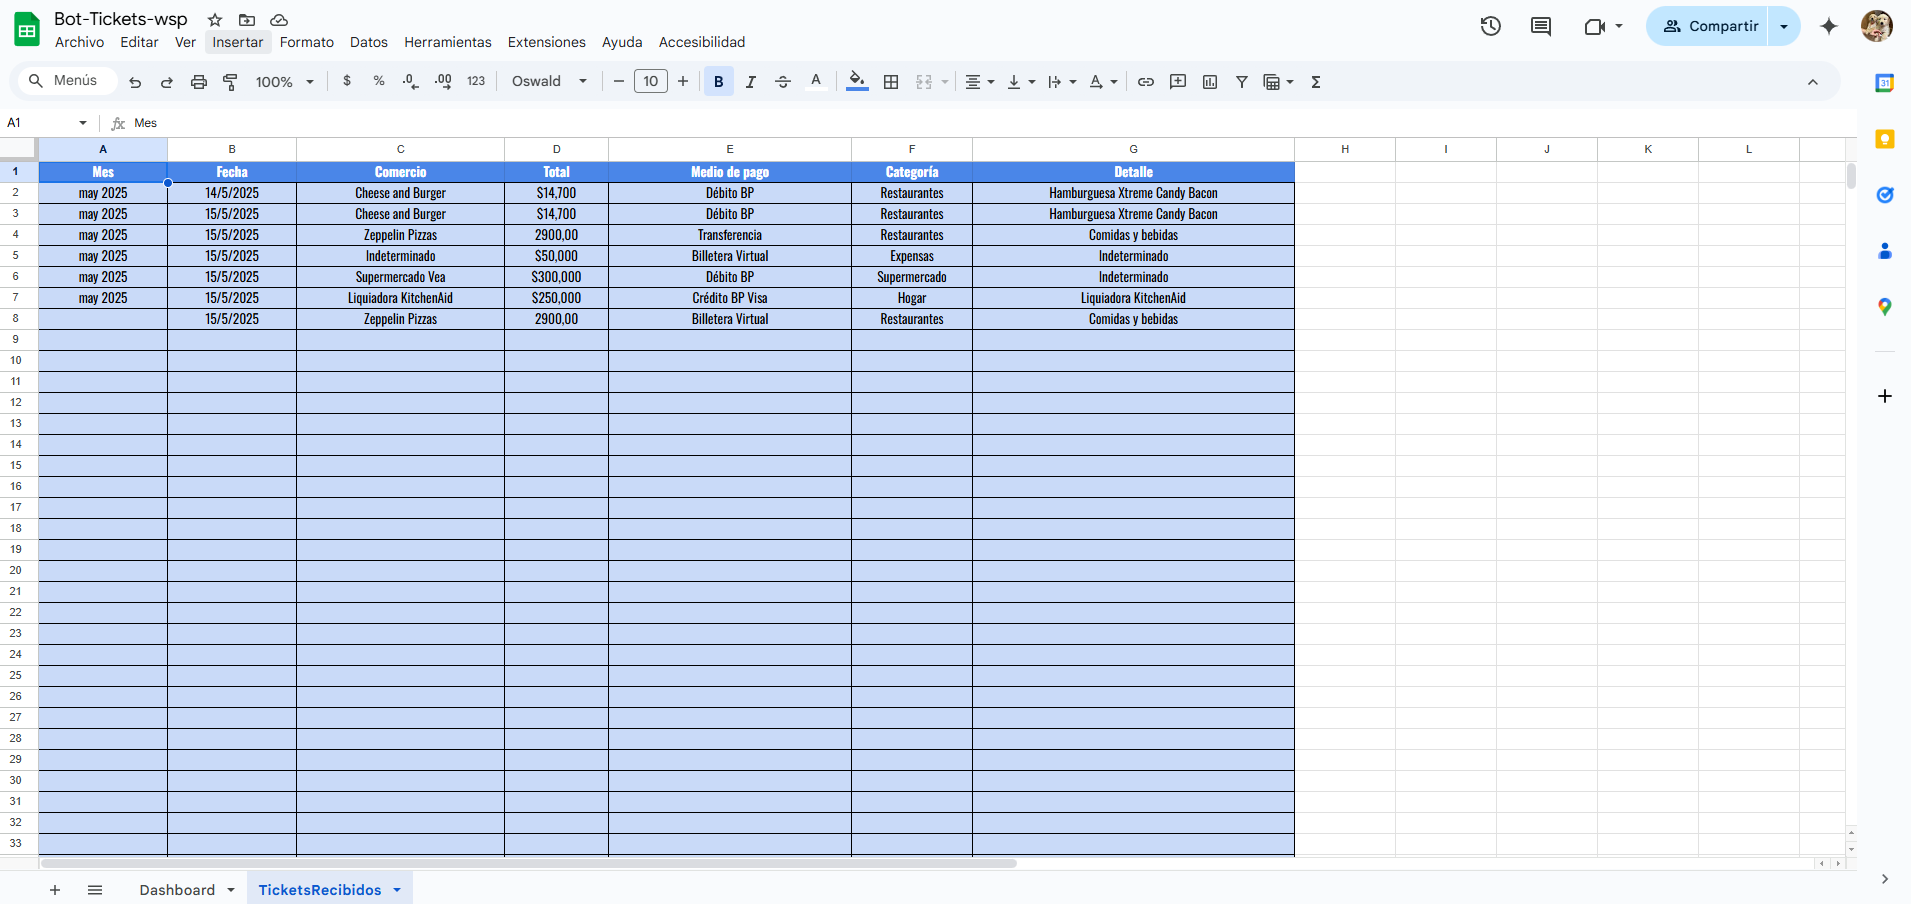 Bot-Tickets-wsp
Archivo Editar Ver Insertar Formato Datos Herramientas Extensiones Ayuda Accesibilidad
Compartir
Menús 100% $ % .0 .00 123 Oswald 10 B I A A Σ
31
A1 fx Mes
A B C D E F G H I J K L
1 Mes Fecha Comercio Total Medio de pago Categoría Detalle
2 may 2025 14/5/2025 Cheese and Burger $14,700 Débito BP Restaurantes Hamburguesa Xtreme Candy Bacon
3 may 2025 15/5/2025 Cheese and Burger $14,700 Débito BP Restaurantes Hamburguesa Xtreme Candy Bacon
4 may 2025 15/5/2025 Zeppelin Pizzas 2900,00 Transferencia Restaurantes Comidas y bebidas
5 may 2025 15/5/2025 Indeterminado $50,000 Billetera Virtual Expensas Indeterminado
6 may 2025 15/5/2025 Supermercado Vea $300,000 Débito BP Supermercado Indeterminado
7 may 2025 15/5/2025 Liquiadora KitchenAid $250,000 Crédito BP Visa Hogar Liquiadora KitchenAid
8 15/5/2025 Zeppelin Pizzas 2900,00 Billetera Virtual Restaurantes Comidas y bebidas
9
10
11
12
13
14
15
16
17
18
19
20
21
22
23
24
25
26
27
28
29
30
31
32
33
Dashboard TicketsRecibidos